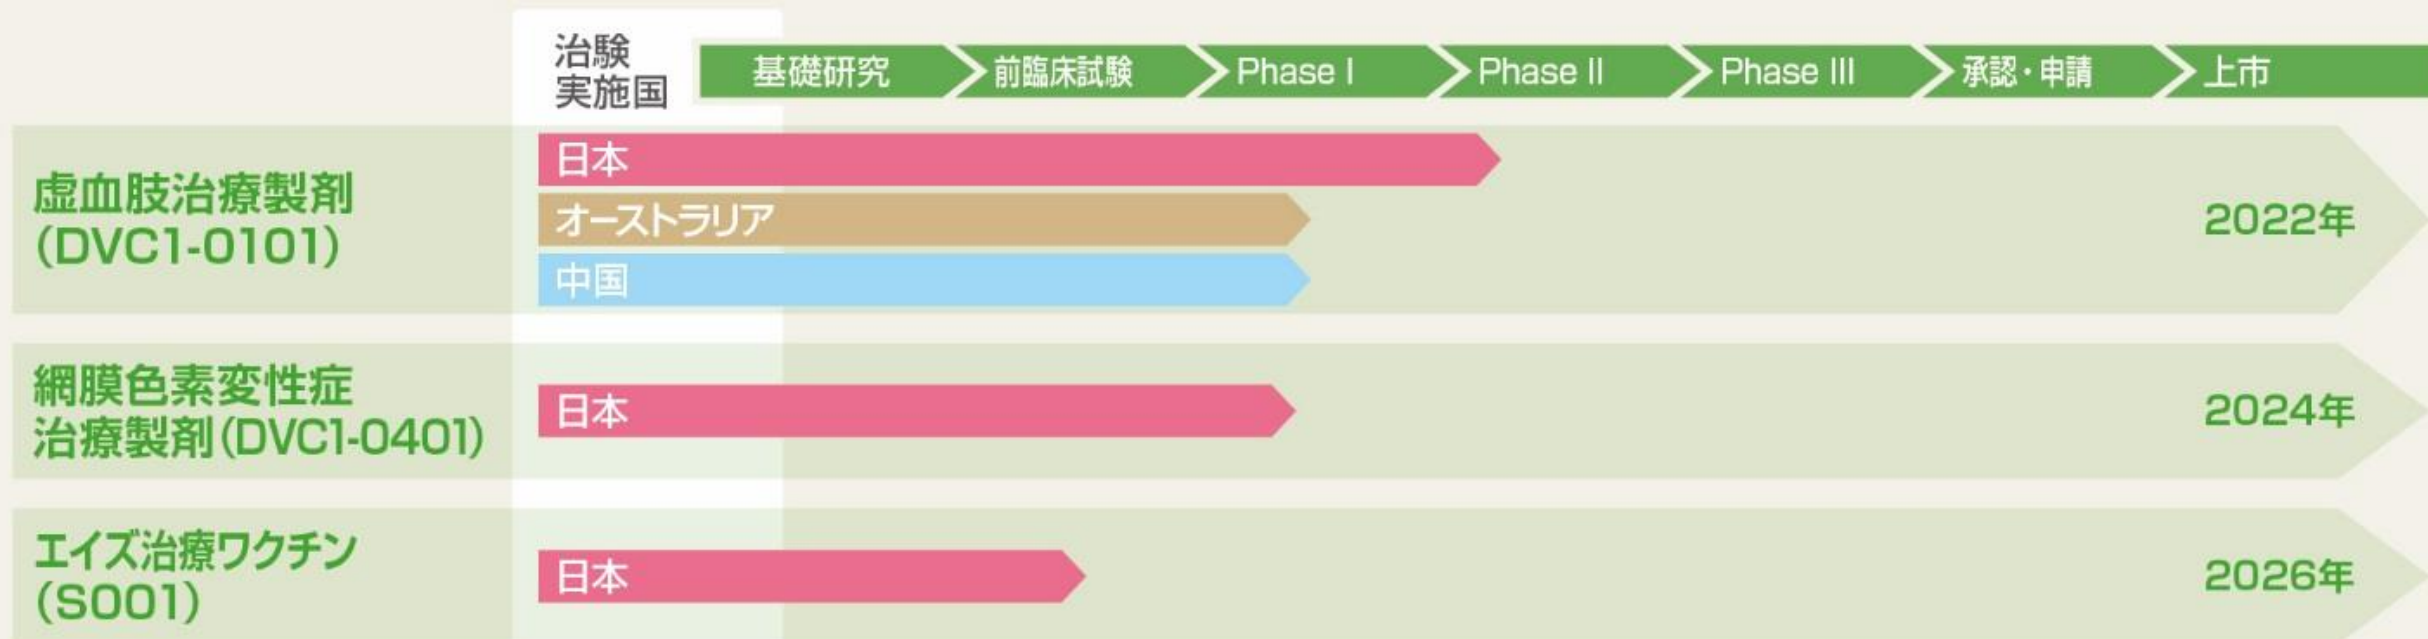 治験
実施国
基礎研究
前臨床試験
Phase I
Phase II
Phase III
承認・申請
上市
虚血肢治療製剤
(DVC1-0101)
日本
オーストラリア
中国
2022年
網膜色素変性症
治療製剤(DVC1-0401)
日本
2024年
エイズ治療ワクチン
(S001)
日本
2026年